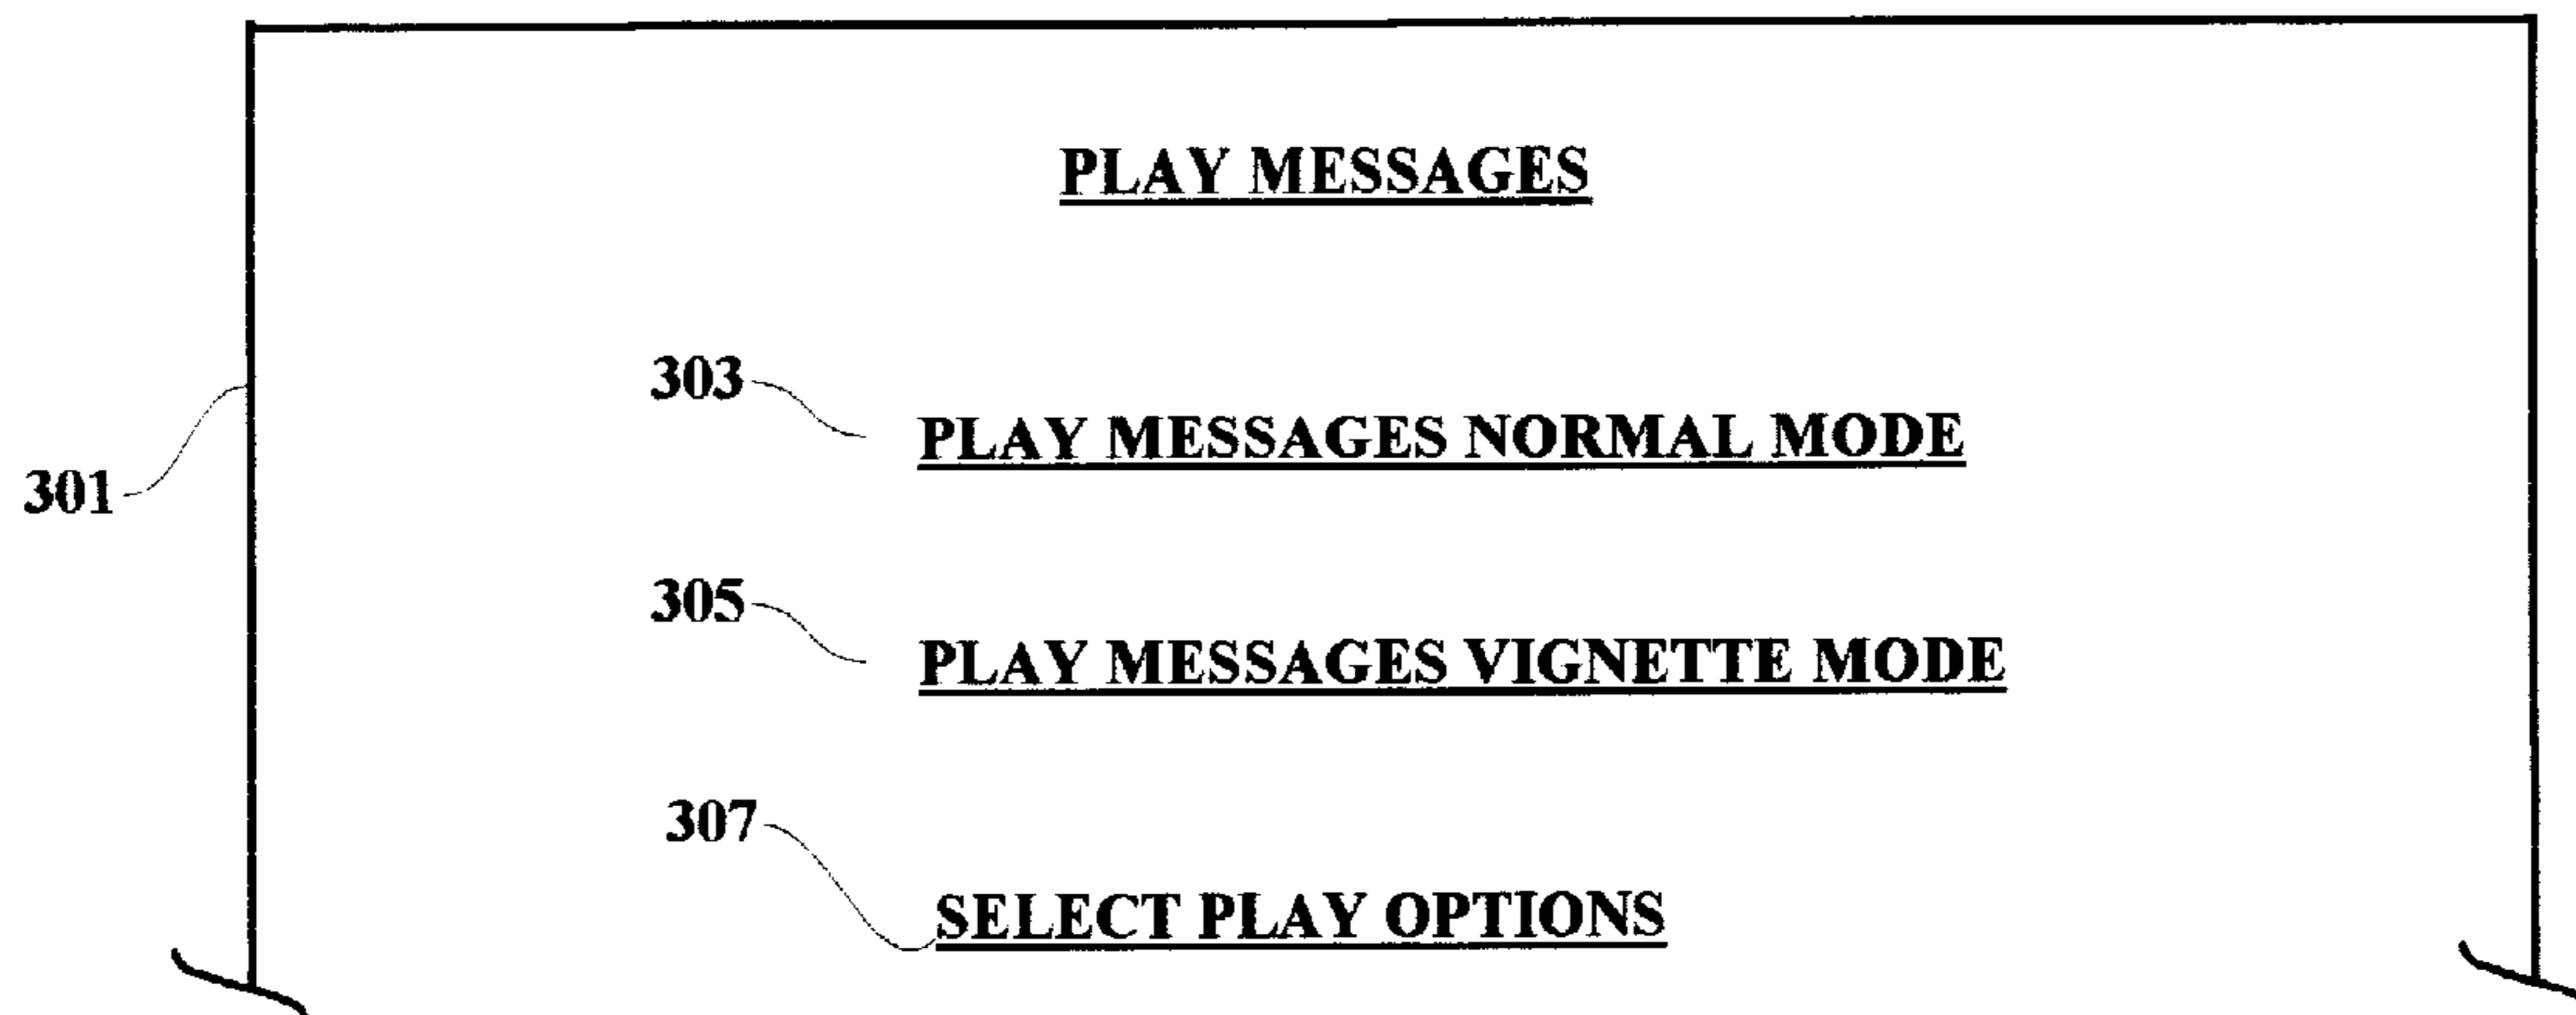 PLAY MESSAGES
303
PLAY MESSAGES NORMAL MODE
301
305
PLAY MESSAGES VIGNETTE MODE
307
SELECT PLAY OPTIONS